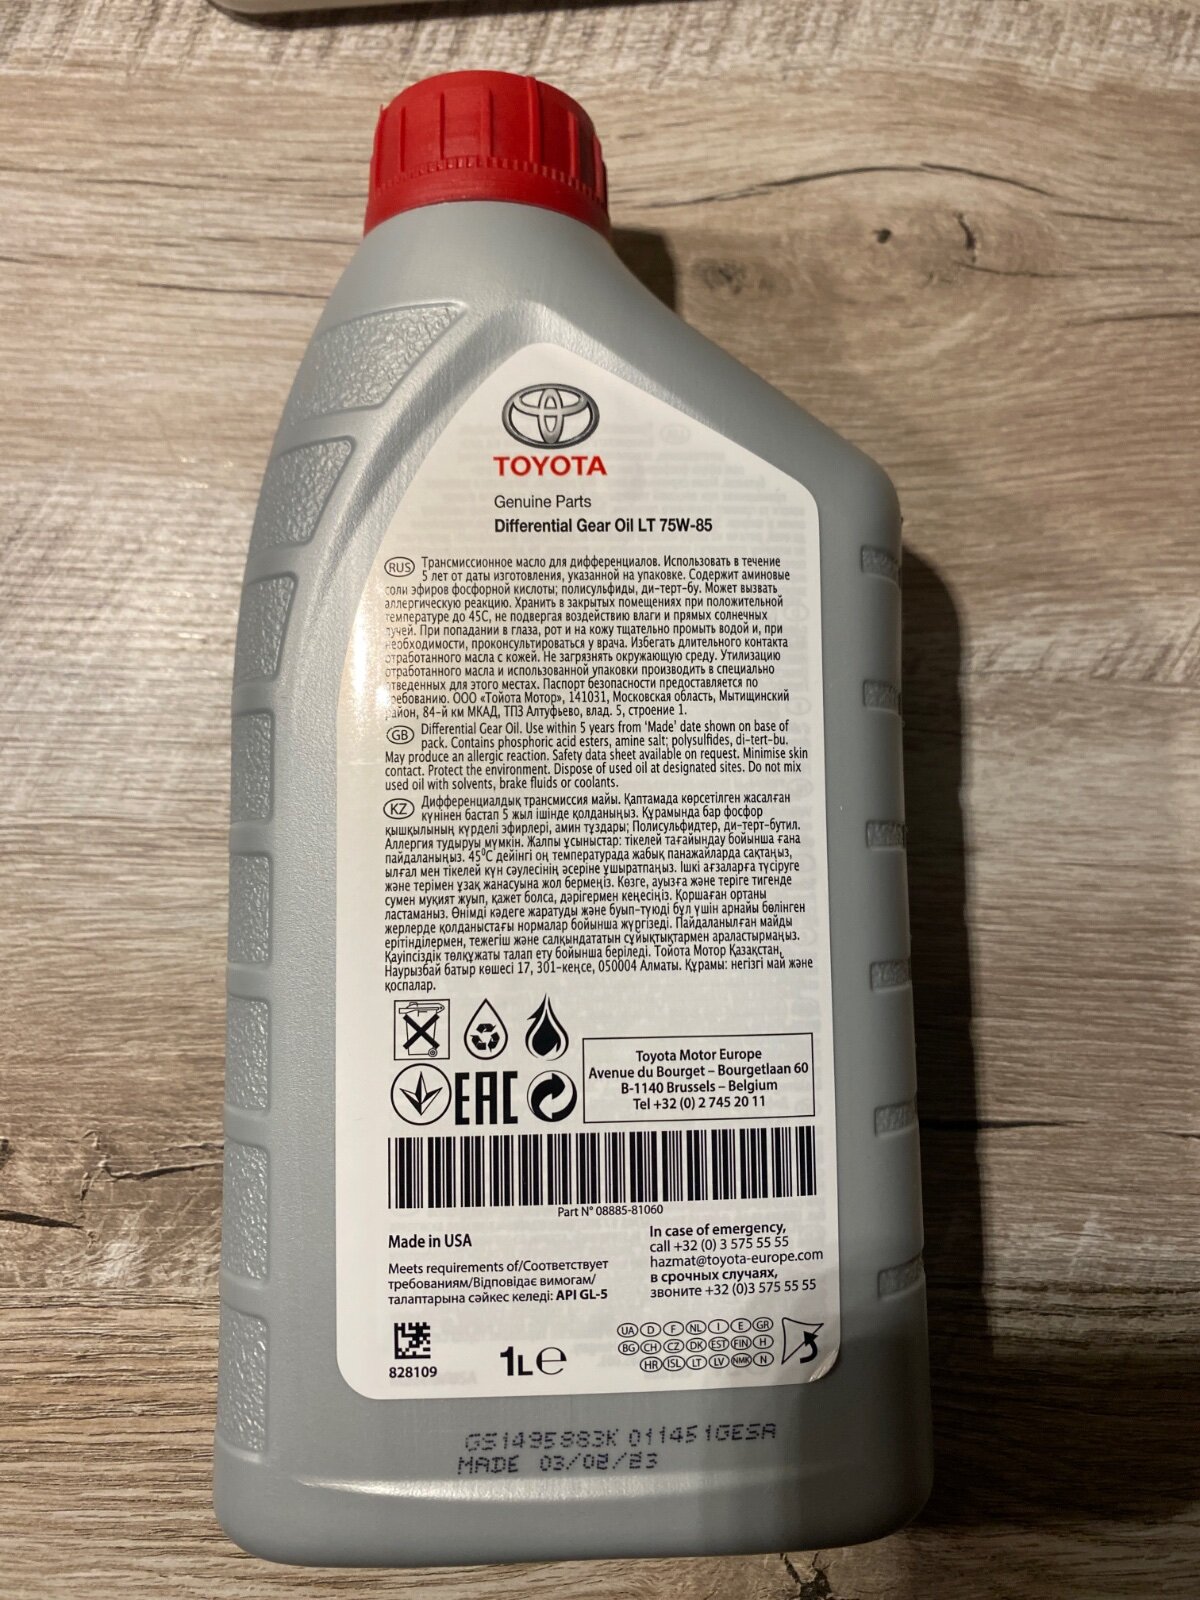 TOYOTA
Genuine Parts
Differential Gear Oil LT 75W-85
RUS Трансмиссионное масло для дифференциалов. Использовать в течение
5 лет от даты изготовления, указанной на упаковке. Содержит аминовые
соли эфиров фосфорной кислоты; полисульфиды, ди-терт-бу. Может вызвать
аллергическую реакцию. Хранить в закрытых помещениях при положительной
температуре до 45С, не подвергая воздействию влаги и прямых солнечных
лучей. При попадании в глаза, рот и на кожу тщательно промыть водой и, при
необходимости, проконсультироваться у врача. Избегать длительного контакта
отработанного масла с кожей. Не загрязнять окружающую среду. Утилизацию
отработанного масла и использованной упаковки производить в специально
отведенных для этого местах. Паспорт безопасности предоставляется по
требованию. ООО «Тойота Мотор», 141031, Московская область, Мытищинский
район, 84-й км МКАД, ТПЗ Алтуфьево, влад. 5, строение 1.
GB Differential Gear Oil. Use within 5 years from 'Made' date shown on base of
pack. Contains phosphoric acid esters, amine salt; polysulfides, di-tert-bu.
May produce an allergic reaction. Safety data sheet available on request. Minimise skin
contact. Protect the environment. Dispose of used oil at designated sites. Do not mix
used oil with solvents, brake fluids or coolants.
KZ Дифференциалдық трансмиссия майы. Қаптамада көрсетілген жасалған
күнінен бастап 5 жыл ішінде қолданыңыз. Құрамында бар фосфор
қышқылының күрделі эфирлері, амин тұздары; Полисульфидтер, ди-терт-бутил.
Аллергия тудыруы мүмкін. Жалпы ұсыныстар: тікелей тағайындау бойынша ғана
пайдаланыңыз. 45⁰С дейінгі оң температурада жабық панажайларда сақтаңыз,
ылғал мен тікелей күн сәулесінің әсеріне ұшыратпаңыз. Ішкі ағзаларға түсіруге
және терімен ұзақ жанасуына жол бермеңіз. Көзге, ауызға және теріге тигенде
сумен муқият жуып, қажет болса, дәрігермен кеңесіңіз. Қоршаған ортаны
ластамаңыз. Өнімді кәдеге жаратуды және буып-түюді бұл үшін арнайы бөлінген
жерлерде қолданыстағы нормалар бойынша жүргізеді. Пайдаланылған майды
ерітінділермен, тежегіш және салқындататын сұйықтықтармен араластырмаңыз.
Қауіпсіздік төлқұжаты талап ету бойынша беріледі. Тойота Мотор Қазақстан,
Наурызбай батыр көшесі 17, 301-кеңсе, 050004 Алматы. Құрамы: негізгі май және
қоспалар.
EAC
Toyota Motor Europe
Avenue du Bourget – Bourgetlaan 60
B-1140 Brussels – Belgium
Tel +32 (0) 2 745 20 11
Part N° 08885-81060
Made in USA
Meets requirements of/Соответствует
требованиям/Відповідає вимогам/
талаптарына сәйкес келеді: API GL-5
In case of emergency,
call +32 (0) 3 575 55 55
hazmat@toyota-europe.com
в срочных случаях,
звоните +32 (0)3 575 55 55
828109
1L e
UA D F NL I E GR
BG CH CZ DK EST FIN H
HR ISL LT LV NMK N
GS1495883K 011451GESA
MADE 03/02/23